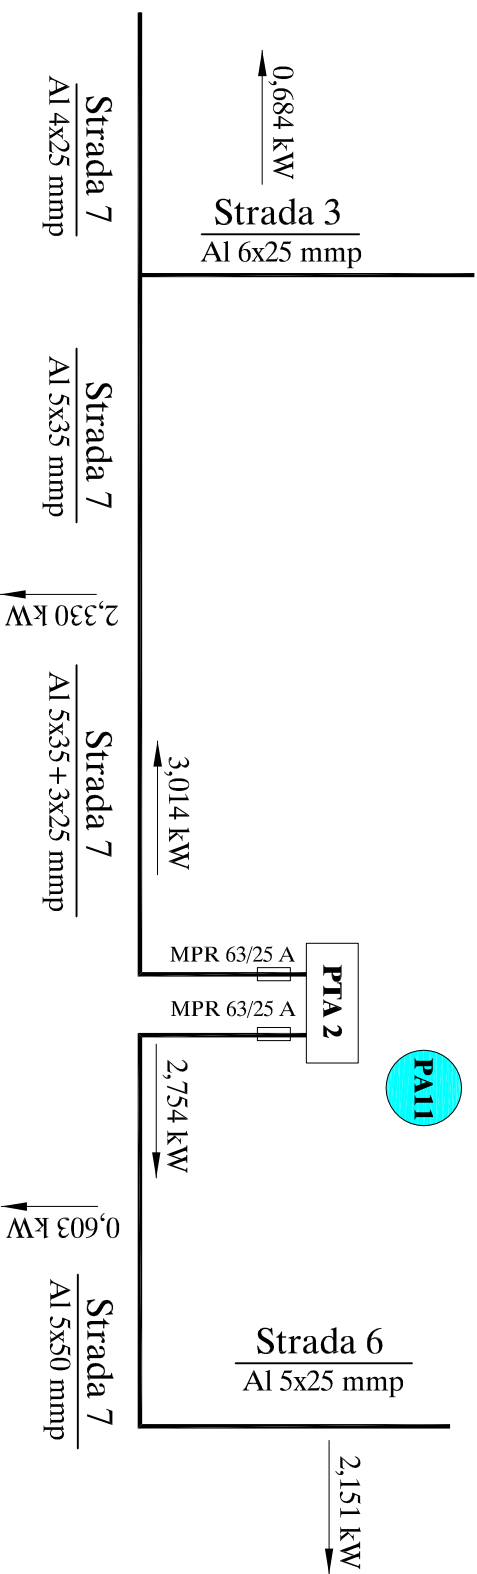 0,684 kW
Strada 7
Al 4x25 mmp
Strada 3
Al 6x25 mmp
Strada 7
Al 5x35 mmp
2,330 kW
Strada 7
Al 5x35+3x25 mmp
3,014 kW
MPR 63/25 A
PTA 2
MPR 63/25 A
PA11
2,754 kW
0,603 kW
Strada 7
Al 5x50 mmp
Strada 6
Al 5x25 mmp
2,151 kW